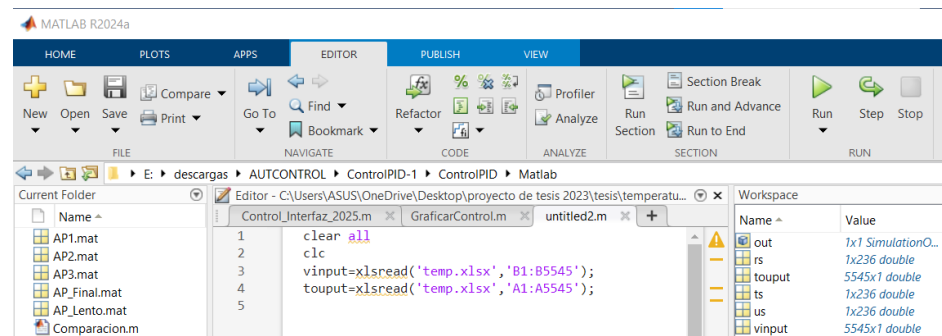 MATLAB R2024a
HOME PLOTS APPS EDITOR PUBLISH VIEW
New Open Save Compare Print Go To Find Bookmark Refactor Profiler Analyze Run Section Section Break Run and Advance Run to End Run Step Stop
FILE NAVIGATE CODE ANALYZE SECTION RUN
E: descargas AUTCONTROL ControlPID-1 ControlPID Matlab
Current Folder
Name
AP1.mat
AP2.mat
AP3.mat
AP_Final.mat
AP_Lento.mat
Comparacion.m
Editor - C:\Users\ASUS\OneDrive\Desktop\proyecto de tesis 2023\tesis\temperatu...
Control_Interfaz_2025.m GraficarControl.m untitled2.m
1 clear all
2 clc
3 vinput=xlsread('temp.xlsx','B1:B5545');
4 touput=xlsread('temp.xlsx','A1:A5545');
5
Workspace
Name Value
out 1x1 SimulationO...
rs 1x236 double
touput 5545x1 double
ts 1x236 double
us 1x236 double
vinput 5545x1 double